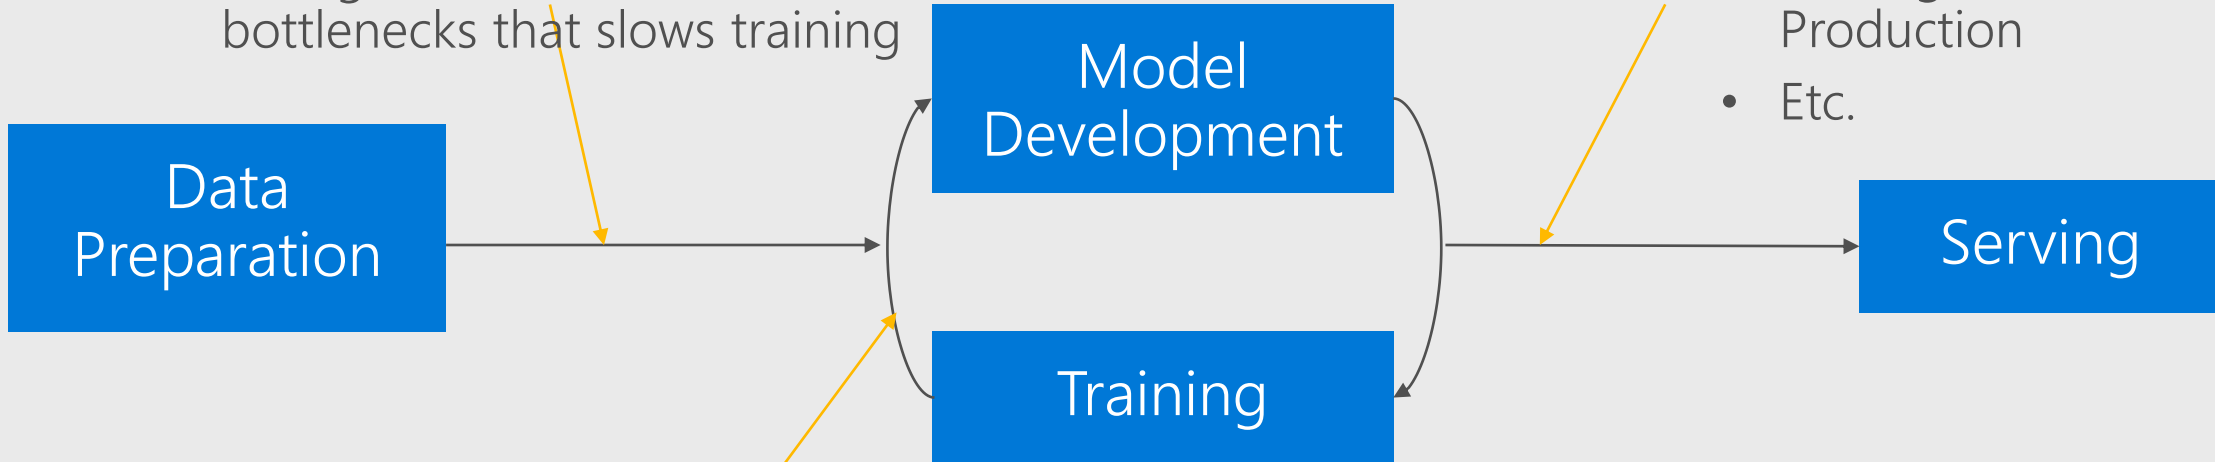 bottlenecks that slows training
Production
• Etc.
Model
Development
Data
Preparation
Serving
Training